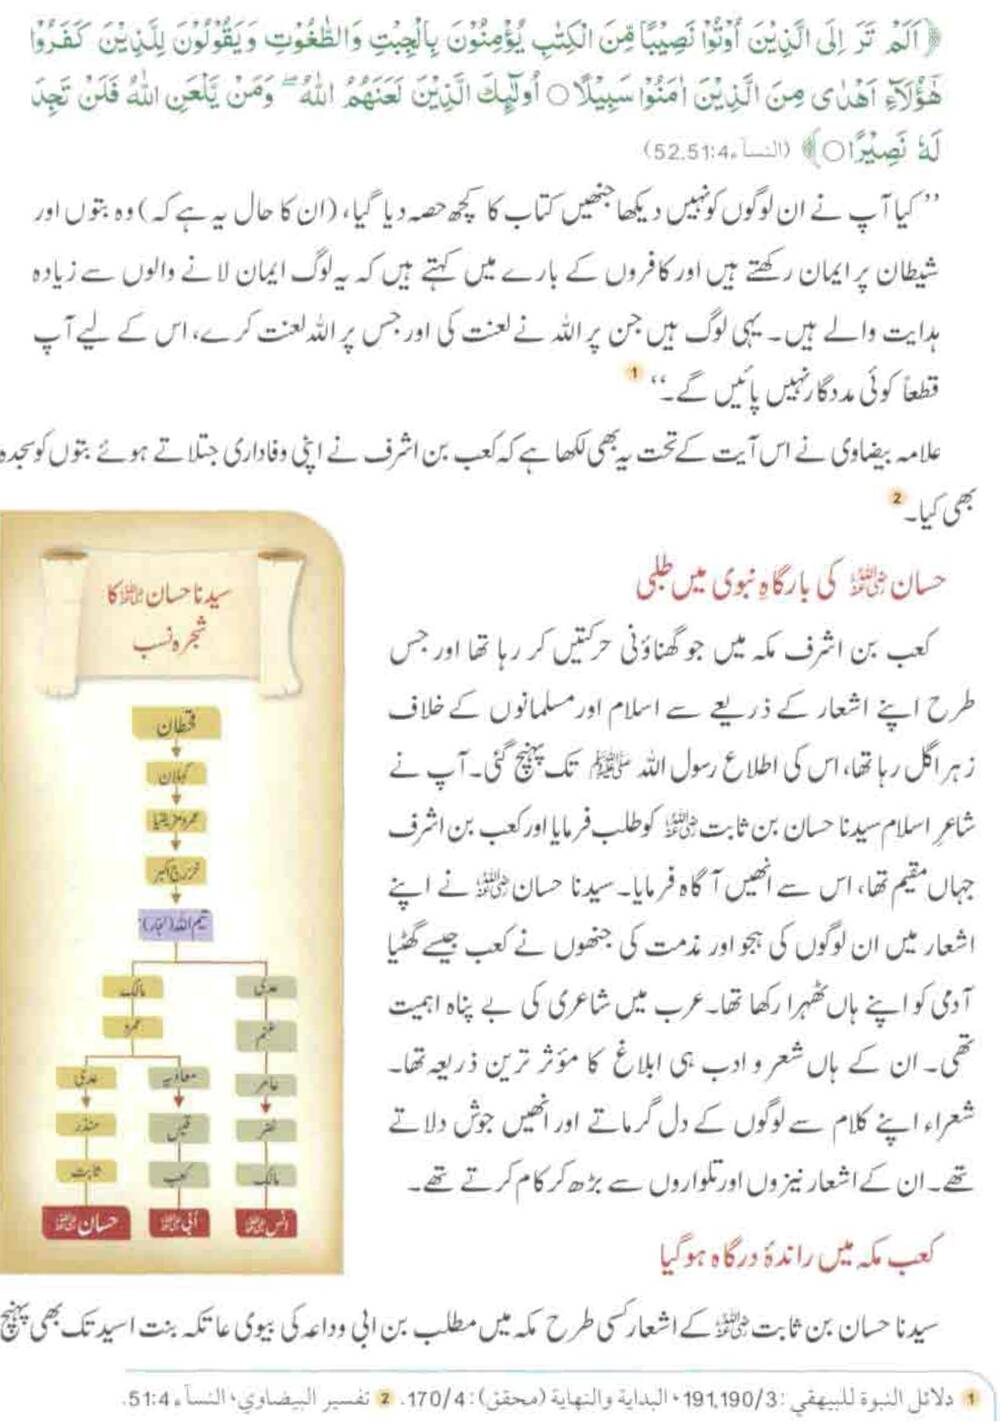 ﴿اَلَمْ تَرَ اِلَى الَّذِيْنَ اُوْتُوْا نَصِيْبًا مِّنَ الْكِتٰبِ يُؤْمِنُوْنَ بِالْجِبْتِ وَالطّٰغُوْتِ وَيَقُوْلُوْنَ لِلَّذِيْنَ كَفَرُوْا
هٰٓؤُلَآءِ اَهْدٰى مِنَ الَّذِيْنَ اٰمَنُوْا سَبِيْلًا○ اُولٰٓئِكَ الَّذِيْنَ لَعَنَهُمُ اللّٰهُ ۖ وَمَنْ يَّلْعَنِ اللّٰهُ فَلَنْ تَجِدَ
لَهٗ نَصِيْرًا○﴾ (النسآء 52,51:4)
”کیا آپ نے ان لوگوں کو نہیں دیکھا جنھیں کتاب کا کچھ حصہ دیا گیا، (ان کا حال یہ ہے کہ) وہ بتوں اور
شیطان پر ایمان رکھتے ہیں اور کافروں کے بارے میں کہتے ہیں کہ یہ لوگ ایمان لانے والوں سے زیادہ
ہدایت والے ہیں۔ یہی لوگ ہیں جن پر اللہ نے لعنت کی اور جس پر اللہ لعنت کرے، اس کے لیے آپ
قطعاً کوئی مددگار نہیں پائیں گے۔“ 1
علامہ بیضاوی نے اس آیت کے تحت یہ بھی لکھا ہے کہ کعب بن اشرف نے اپنی وفاداری جتلاتے ہوئے بتوں کو سجدہ
بھی کیا۔ 2
حسان رضی اللہ عنہ کی بارگاہِ نبوی میں طلبی
کعب بن اشرف مکہ میں جو گھناؤنی حرکتیں کر رہا تھا اور جس
طرح اپنے اشعار کے ذریعے سے اسلام اور مسلمانوں کے خلاف
زہر اگل رہا تھا، اس کی اطلاع رسول اللہ ﷺ تک پہنچ گئی۔ آپ نے
شاعرِ اسلام سیدنا حسان بن ثابت رضی اللہ عنہ کو طلب فرمایا اور کعب بن اشرف
جہاں مقیم تھا، اس سے انھیں آگاہ فرمایا۔ سیدنا حسان رضی اللہ عنہ نے اپنے
اشعار میں ان لوگوں کی ہجو اور مذمت کی جنھوں نے کعب جیسے گھٹیا
آدمی کو اپنے ہاں ٹھہرا رکھا تھا۔ عرب میں شاعری کی بے پناہ اہمیت
تھی۔ ان کے ہاں شعر و ادب ہی ابلاغ کا مؤثر ترین ذریعہ تھا۔
شعراء اپنے کلام سے لوگوں کے دل گرماتے اور انھیں جوش دلاتے
تھے۔ ان کے اشعار نیزوں اور تلواروں سے بڑھ کر کام کرتے تھے۔
سیدنا حسان رضی اللہ عنہ کا
شجرہ نسب
قحطان
کہلان
عمرو مزیقیا
خزرج اکبر
تیم اللہ (نجار)
عدی
مالک
غنم
عمرو
عامر
معاویہ
عدی
نضر
قیس
منذر
مالک
کعب
ثابت
انس رضی اللہ عنہ
اُبی رضی اللہ عنہ
حسان رضی اللہ عنہ
کعب مکہ میں راندۂ درگاہ ہوگیا
سیدنا حسان بن ثابت رضی اللہ عنہ کے اشعار کسی طرح مکہ میں مطلب بن ابی وداعہ کی بیوی عاتکہ بنت اسید تک بھی پہنچ
1 دلائل النبوة للبيهقي: 191,190/3، البداية والنهاية (محقق): 170/4. 2 تفسير البيضاوي، النسآء 51:4.